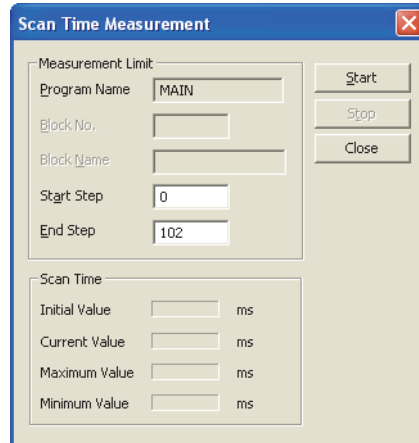 Scan Time Measurement
Measurement Limit
Program Name MAIN
Start
Block No.
Stop
Block Name
Close
Start Step 0
End Step 102
Scan Time
Initial Value ms
Current Value ms
Maximum Value ms
Minimum Value ms